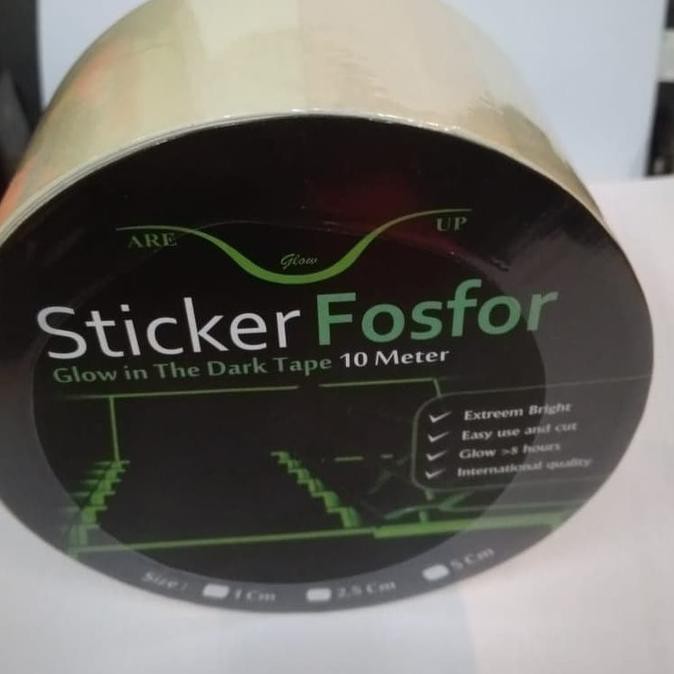 ARE UP
Glow
Sticker Fosfor
Glow in The Dark Tape 10 Meter
Extreem Bright
Easy use and cut
Glow >8 hours
International quality
Size : 1 Cm 2.5 Cm 5 Cm